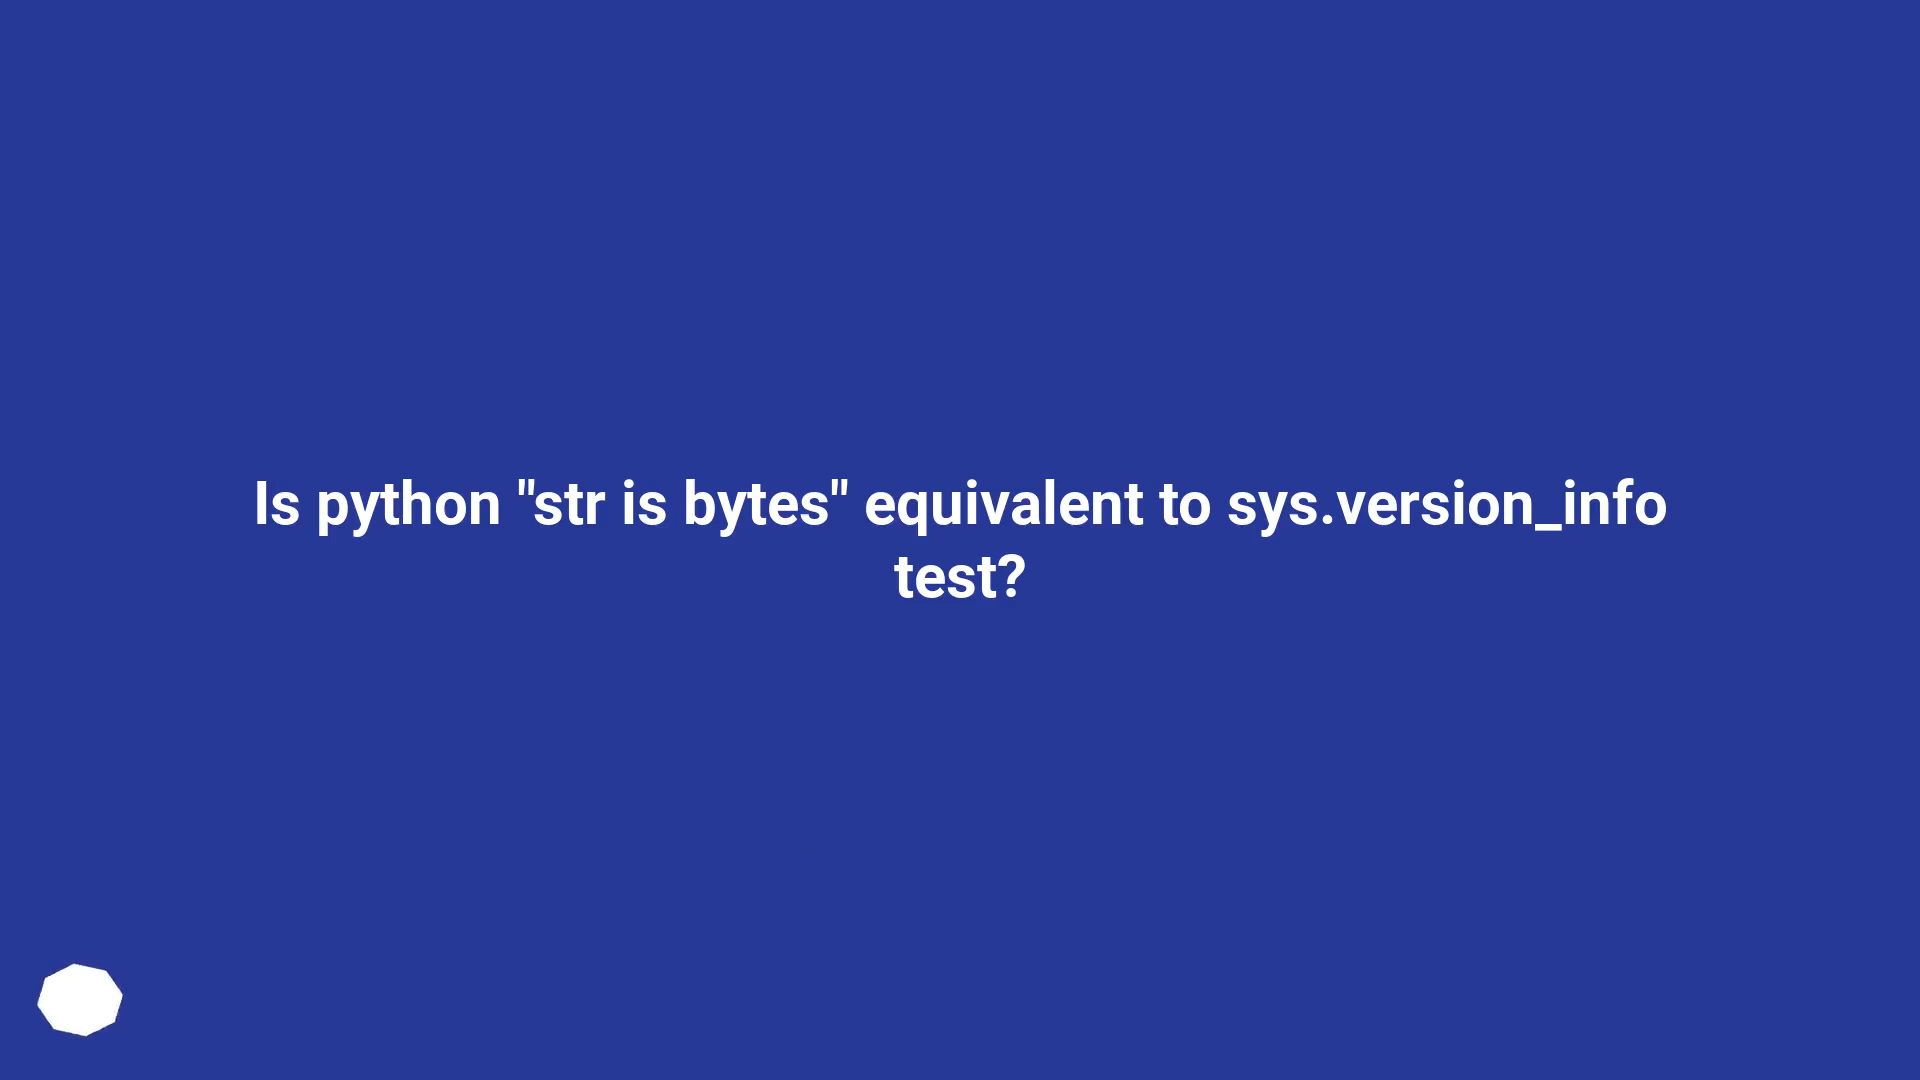 Is python "str is bytes" equivalent to sys.version_info
test?